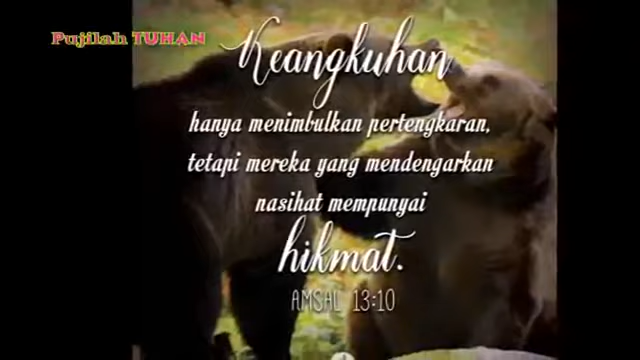 Pujilah TUHAN
Keangkuhan
hanya menimbulkan pertengkaran,
tetapi mereka yang mendengarkan
nasihat mempunyai
hikmat.
AMSAL 13:10